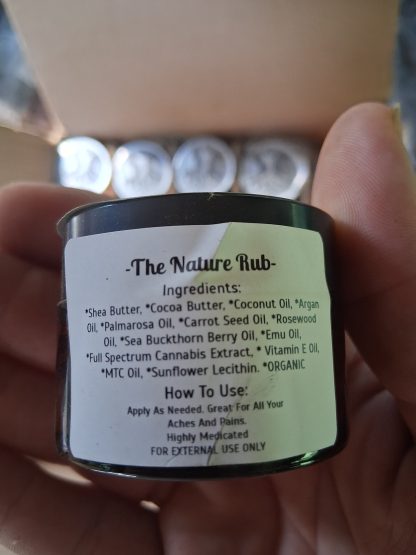 -The Nature Rub-
Ingredients:
*Shea Butter, *Cocoa Butter, *Coconut Oil, *Argan
Oil, *Palmarosa Oil, *Carrot Seed Oil, *Rosewood
Oil, *Sea Buckthorn Berry Oil, *Emu Oil,
*Full Spectrum Cannabis Extract, * Vitamin E Oil,
*MTC Oil, *Sunflower Lecithin. *ORGANIC
How To Use:
Apply As Needed. Great For All Your
Aches And Pains.
Highly Medicated
FOR EXTERNAL USE ONLY